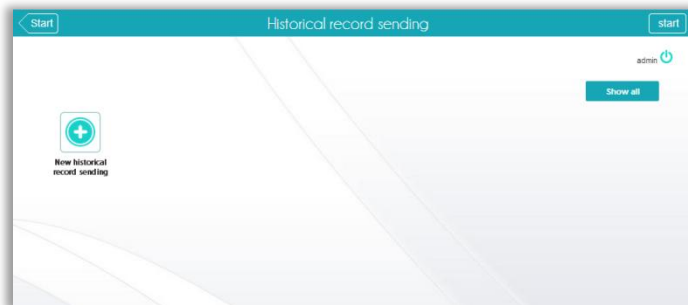 Start
Historical record sending
start
admin
Show all
New historical
record sending